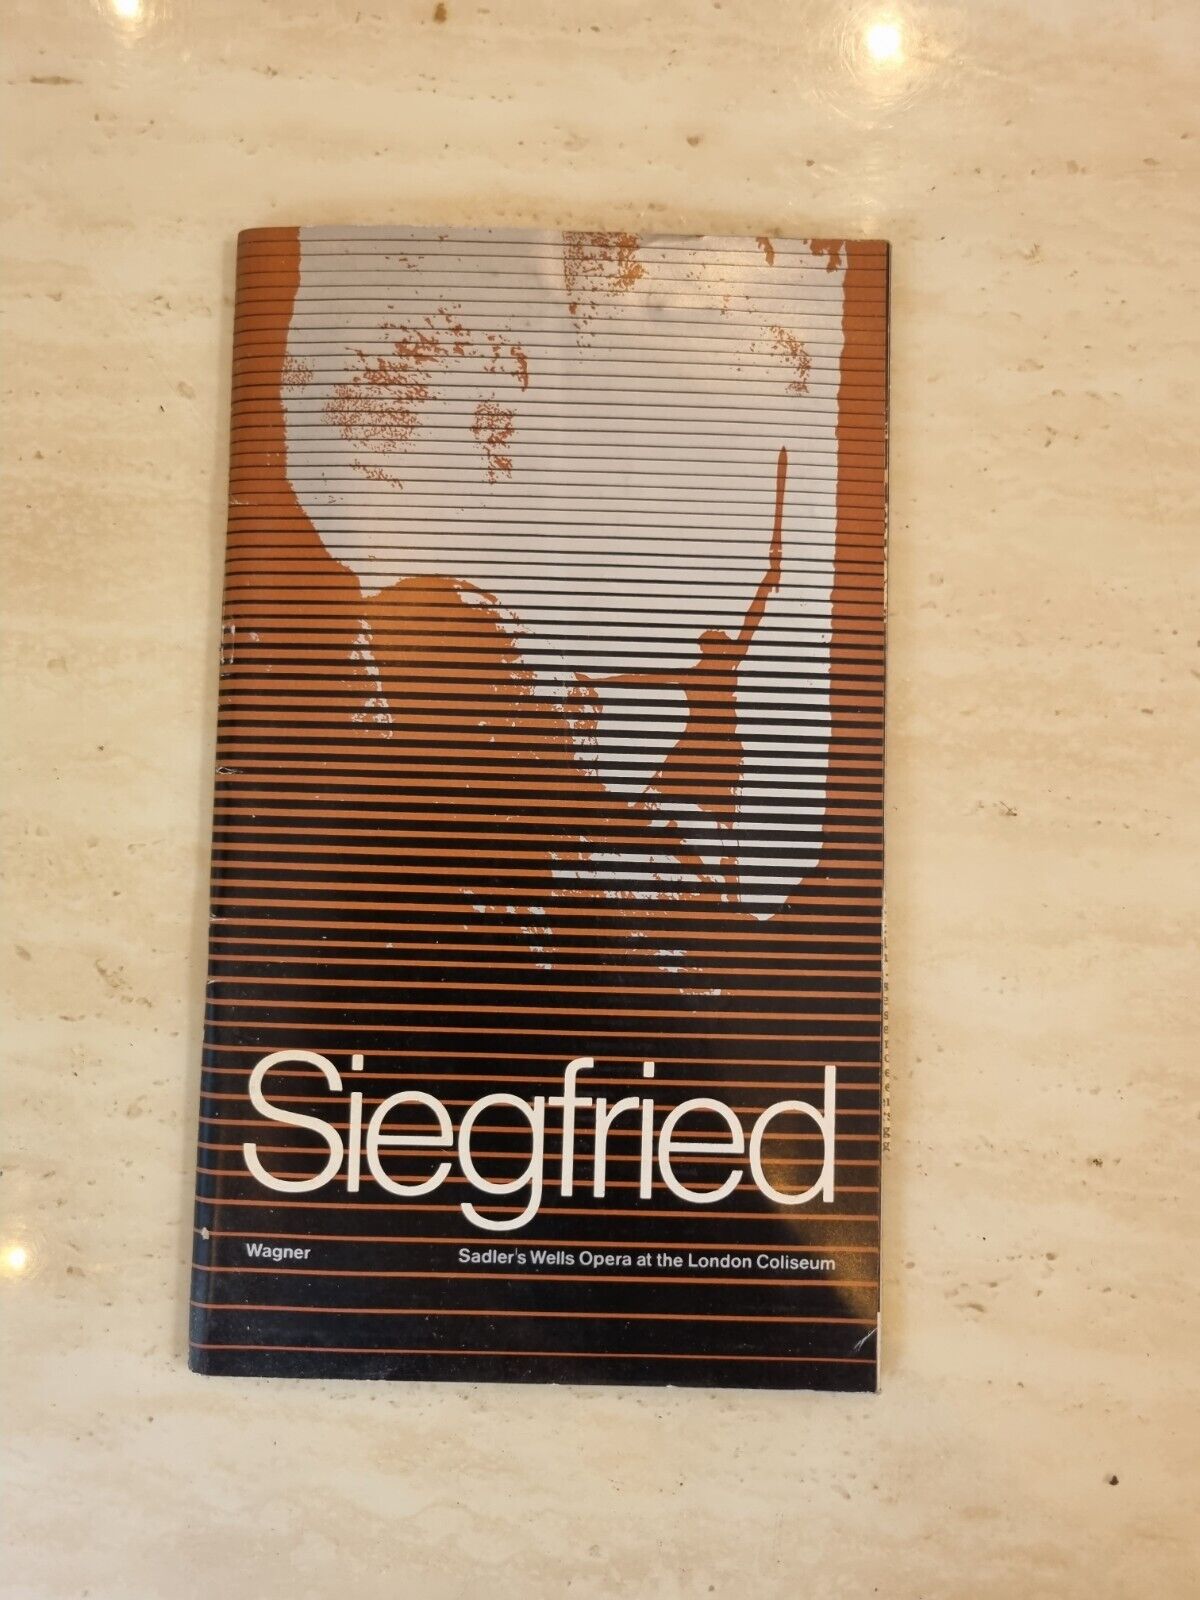 Siegfried
Wagner
Sadler's Wells Opera at the London Coliseum